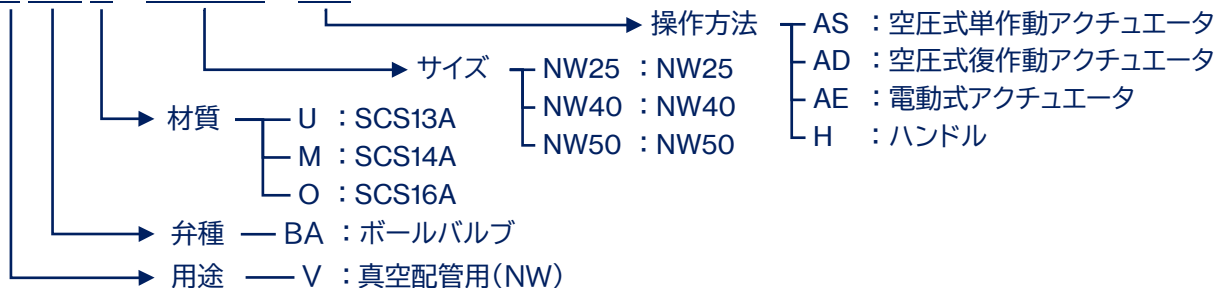 操作方法 AS：空圧式単作動アクチュエータ
AD：空圧式復作動アクチュエータ
AE：電動式アクチュエータ
H：ハンドル
サイズ NW25：NW25
NW40：NW40
NW50：NW50
材質 U：SCS13A
M：SCS14A
O：SCS16A
弁種 BA：ボールバルブ
用途 V：真空配管用(NW)